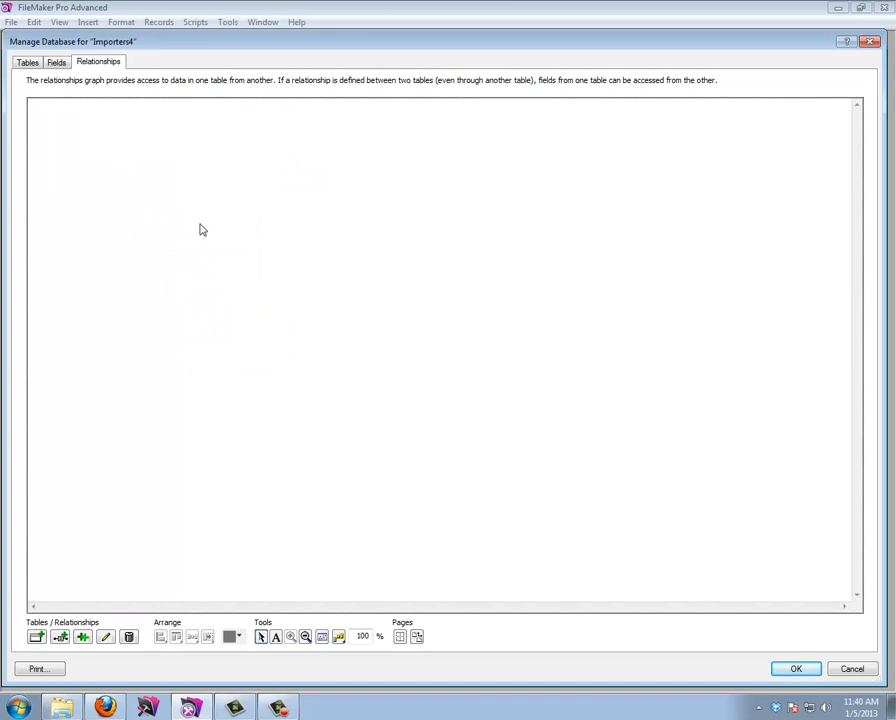 FileMaker Pro Advanced
File Edit View Insert Format Records Scripts Tools Window Help
Manage Database for "Importers4"
Tables Fields Relationships
The relationships graph provides access to data in one table from another. If a relationship is defined between two tables (even through another table), fields from one table can be accessed from the other.
Tables / Relationships Arrange Tools Pages
A 100 %
Print... OK Cancel
11:40 AM
1/5/2013